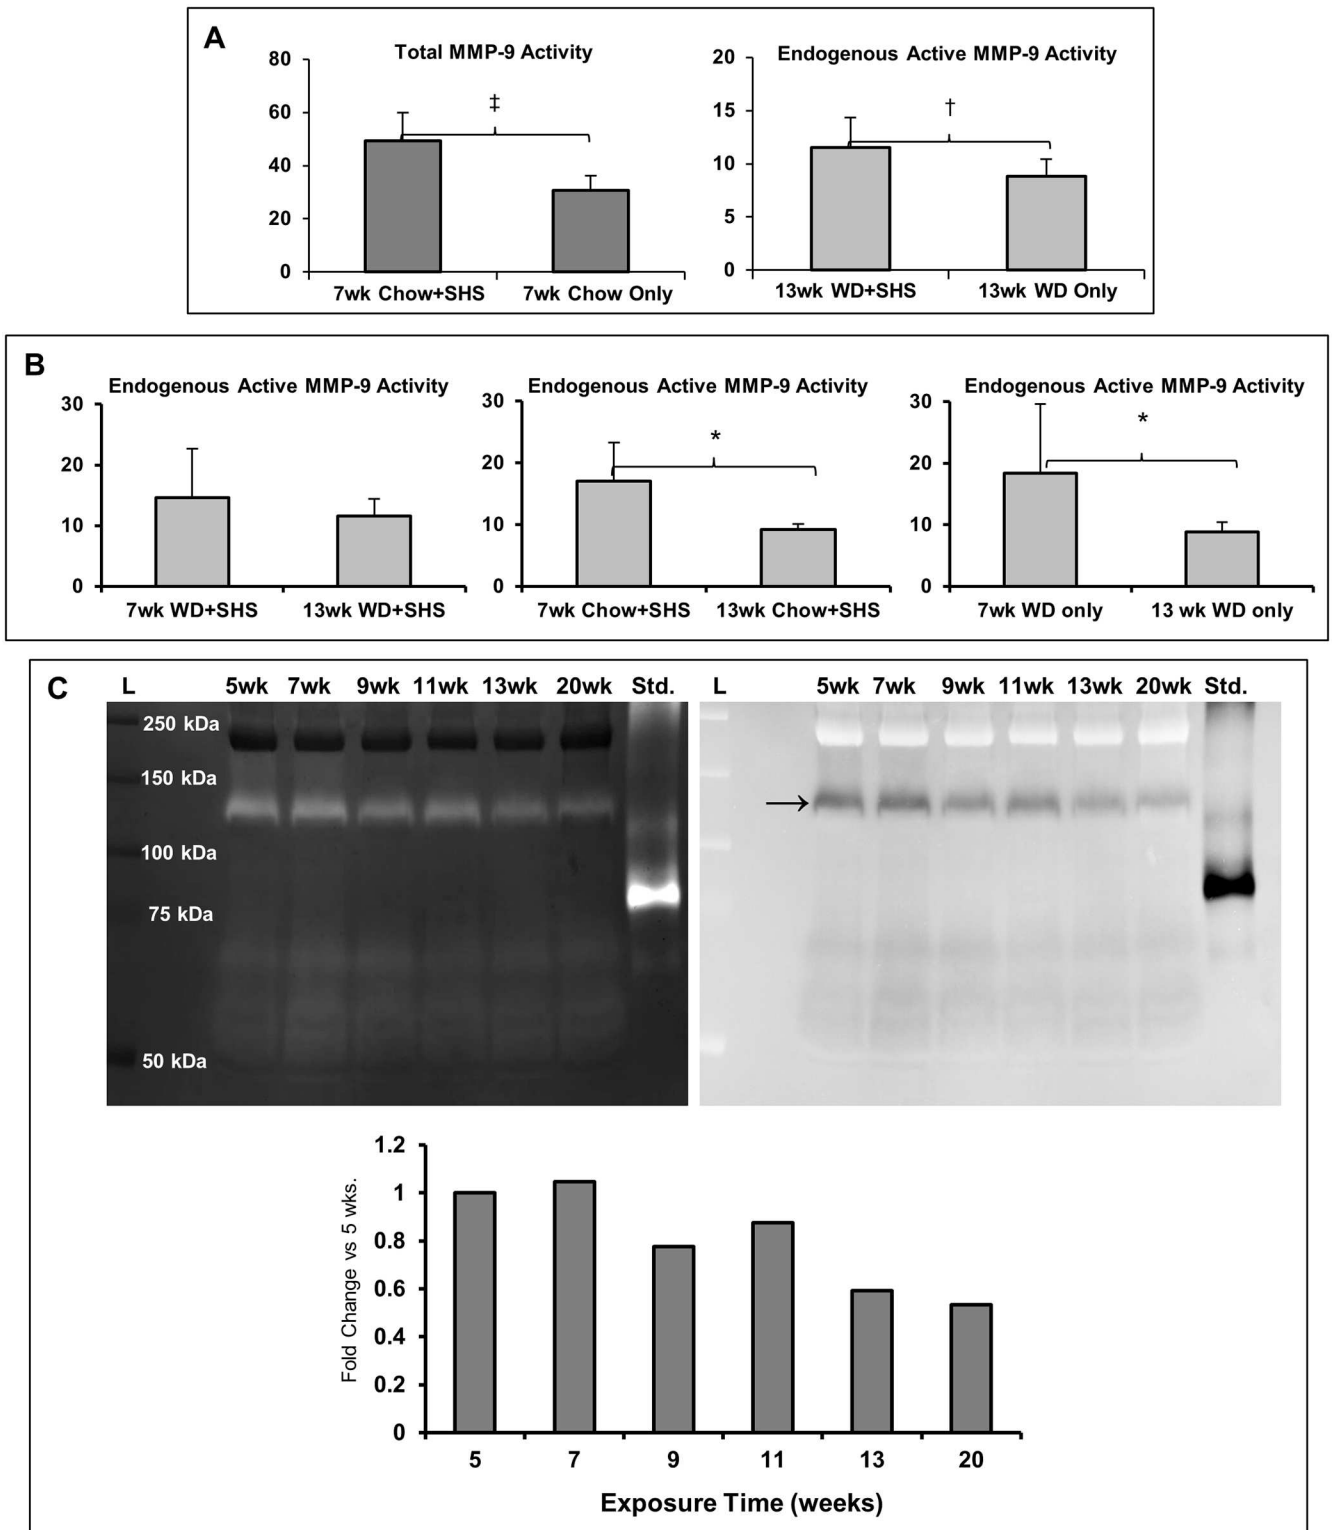 A
Total MMP-9 Activity
80
60
40
20
0
‡
7wk Chow+SHS 7wk Chow Only
Endogenous Active MMP-9 Activity
20
15
10
5
0
†
13wk WD+SHS 13wk WD Only
B
Endogenous Active MMP-9 Activity
30
20
10
0
7wk WD+SHS 13wk WD+SHS
Endogenous Active MMP-9 Activity
30
20
10
0
*
7wk Chow+SHS 13wk Chow+SHS
Endogenous Active MMP-9 Activity
30
20
10
0
*
7wk WD only 13 wk WD only
C
L 5wk 7wk 9wk 11wk 13wk 20wk Std.
250 kDa
150 kDa
100 kDa
75 kDa
50 kDa
L 5wk 7wk 9wk 11wk 13wk 20wk Std.
→
Fold Change vs 5 wks.
1.2
1
0.8
0.6
0.4
0.2
0
5 7 9 11 13 20
Exposure Time (weeks)